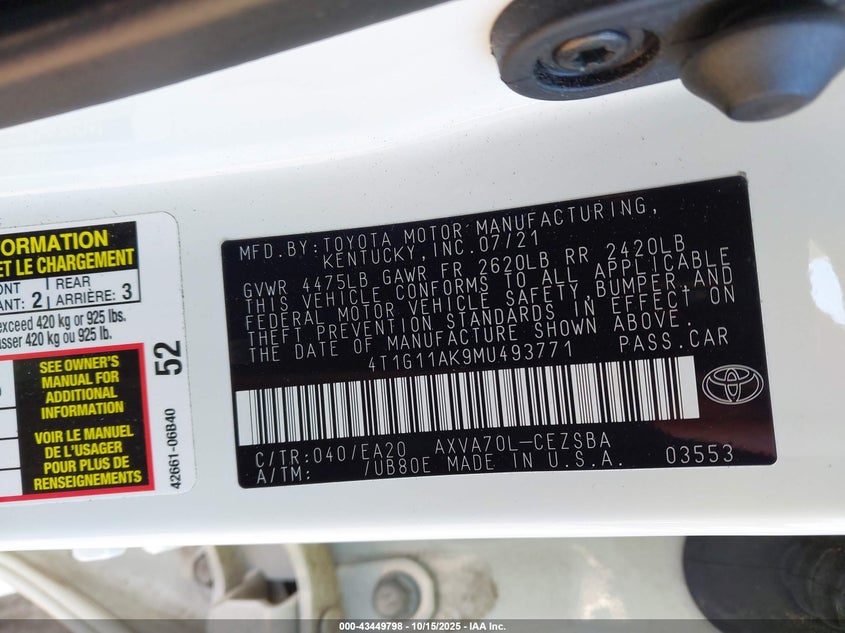 ORMATION
ET LE CHARGEMENT
ONT
ANT: 2
REAR
ARRIÈRE: 3
exceed 420 kg or 925 lbs.
asser 420 kg ou 925 lb.
SEE OWNER'S
MANUAL FOR
ADDITIONAL
INFORMATION
VOIR LE MANUEL
DE L'USAGER
POUR PLUS DE
RENSEIGNEMENTS
52
42661-06B40
MFD.BY:TOYOTA MOTOR MANUFACTURING,
KENTUCKY,INC.07/21
GVWR 4475LB GAWR FR 2620LB RR 2420LB
THIS VEHICLE CONFORMS TO ALL APPLICABLE
FEDERAL MOTOR VEHICLE SAFETY,BUMPER,AND
THEFT PREVENTION STANDARDS IN EFFECT ON
THE DATE OF MANUFACTURE SHOWN ABOVE.
4T1G11AK9MU493771 PASS.CAR
C/TR:040/EA20 AXVA70L-CEZSBA
A/TM: /UB80E MADE IN U.S.A. 03553
000-43449798 - 10/15/2025 - IAA Inc.